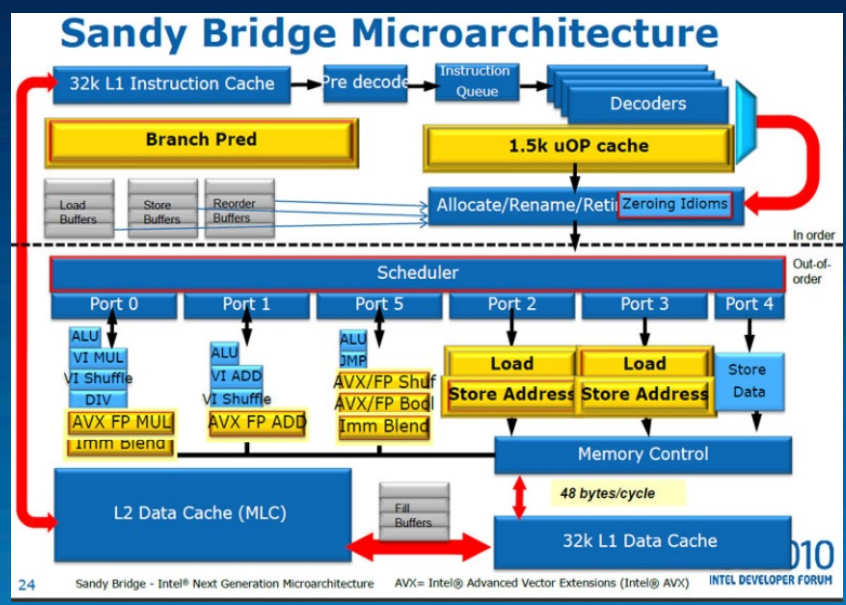 Sandy Bridge Microarchitecture
32k L1 Instruction Cache
Pre decode
Instruction
Queue
Decoders
Branch Pred
1.5k uOP cache
Load
Buffers
Store
Buffers
Reorder
Buffers
Allocate/Rename/Reti
Zeroing Idioms
In order
Scheduler
Out-of-
order
Port 0
Port 1
Port 5
Port 2
Port 3
Port 4
ALU
VI MUL
VI Shuffle
DIV
AVX FP MUL
Imm Blend
ALU
VI ADD
VI Shuffle
AVX FP ADD
ALU
JMP
AVX/FP Shuf
AVX/FP Bool
Imm Blend
Load
Store Address
Load
Store Address
Store
Data
Memory Control
48 bytes/cycle
L2 Data Cache (MLC)
Fill
Buffers
32k L1 Data Cache
010
INTEL DEVELOPER FORUM
24
Sandy Bridge - Intel® Next Generation Microarchitecture
AVX= Intel® Advanced Vector Extensions (Intel® AVX)